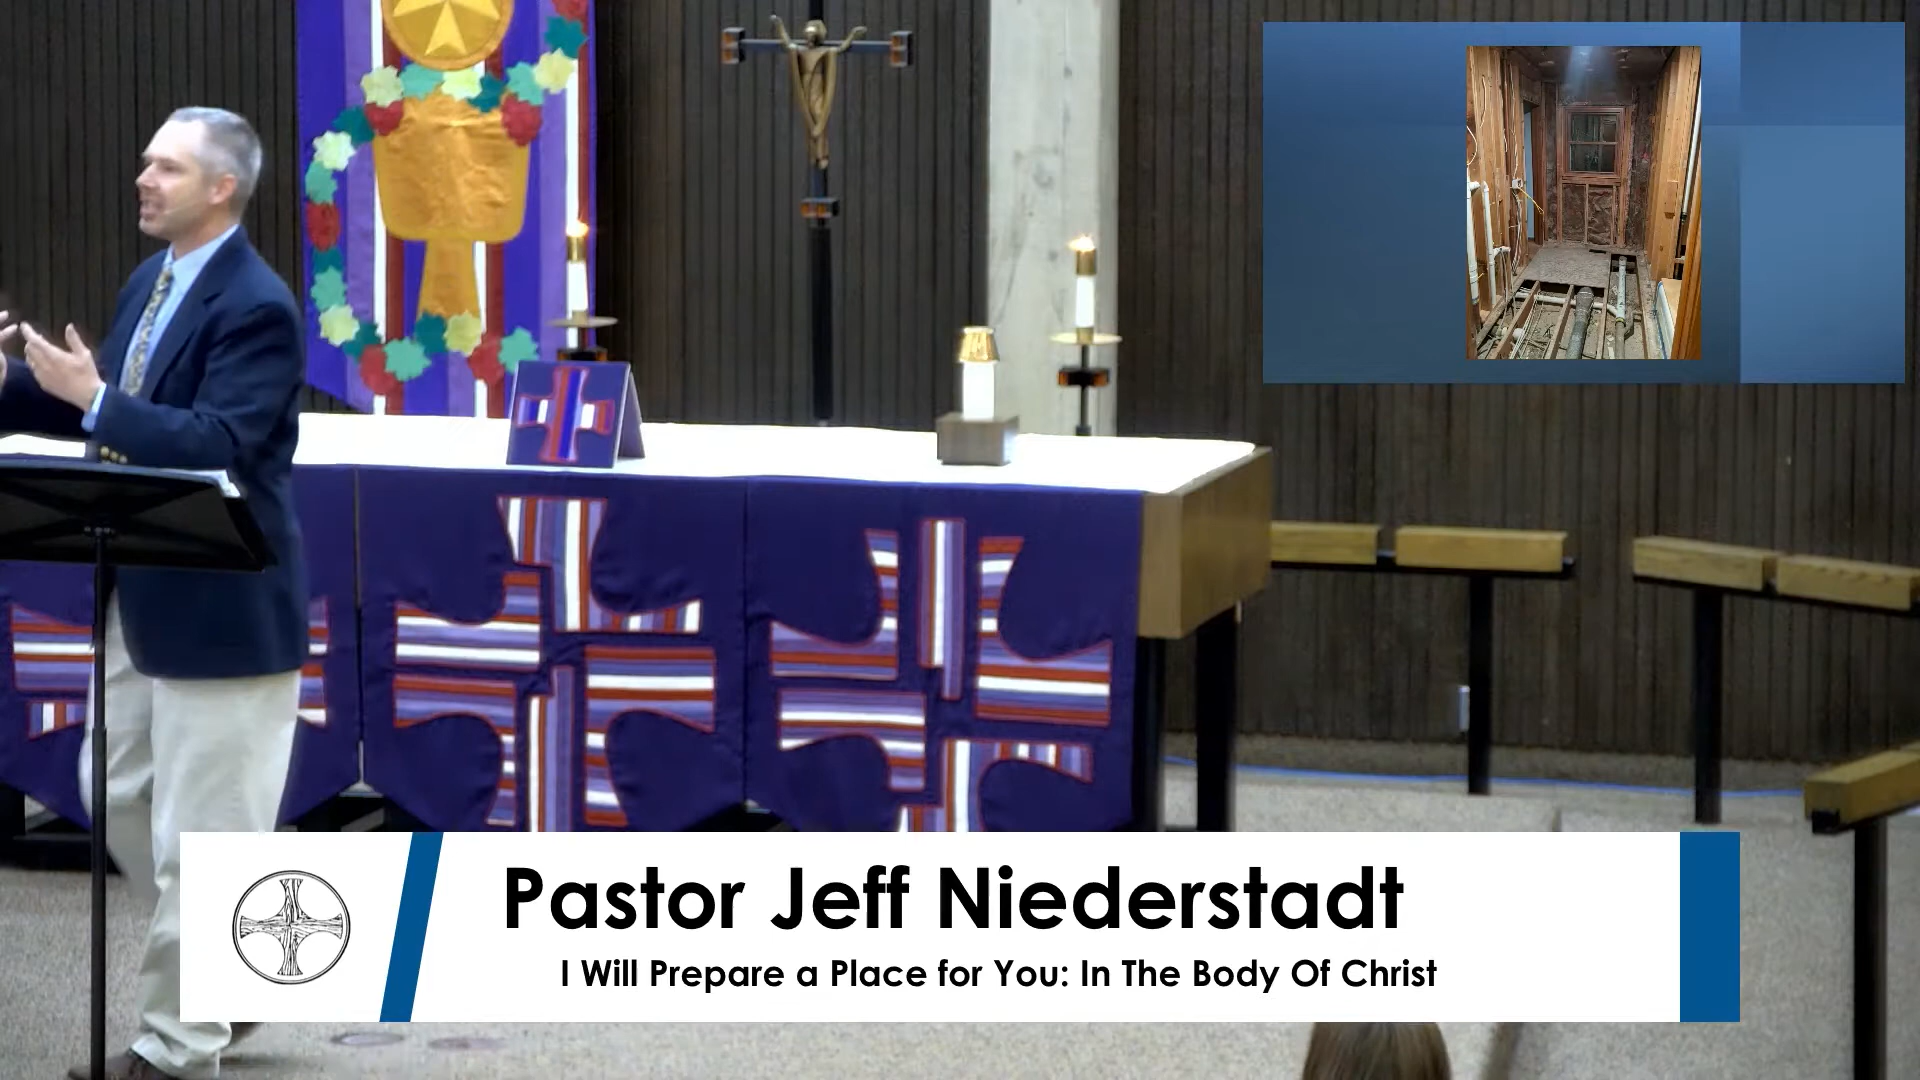 Pastor Jeff Niederstadt
I Will Prepare a Place for You: In The Body Of Christ